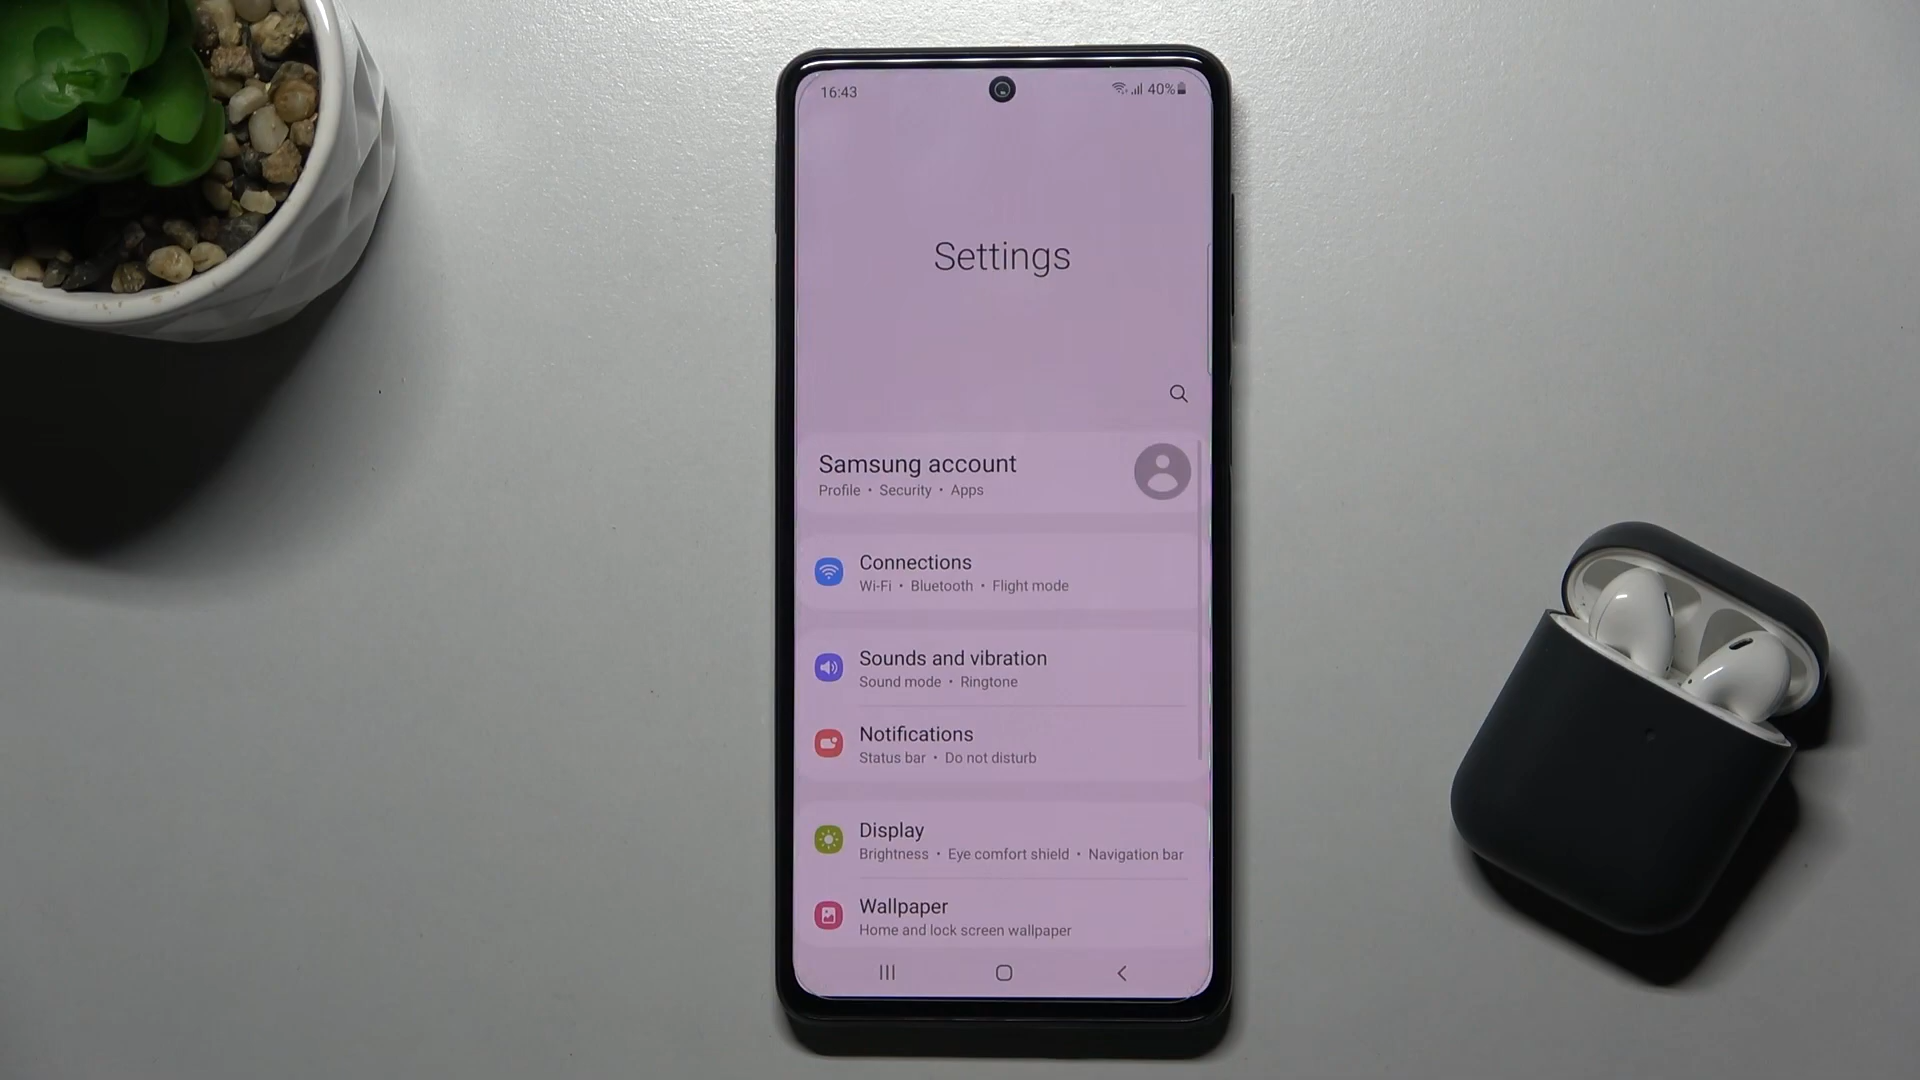 16:43
40%
Settings
Samsung account
Profile • Security • Apps
Connections
Wi-Fi • Bluetooth • Flight mode
Sounds and vibration
Sound mode • Ringtone
Notifications
Status bar • Do not disturb
Display
Brightness • Eye comfort shield • Navigation bar
Wallpaper
Home and lock screen wallpaper